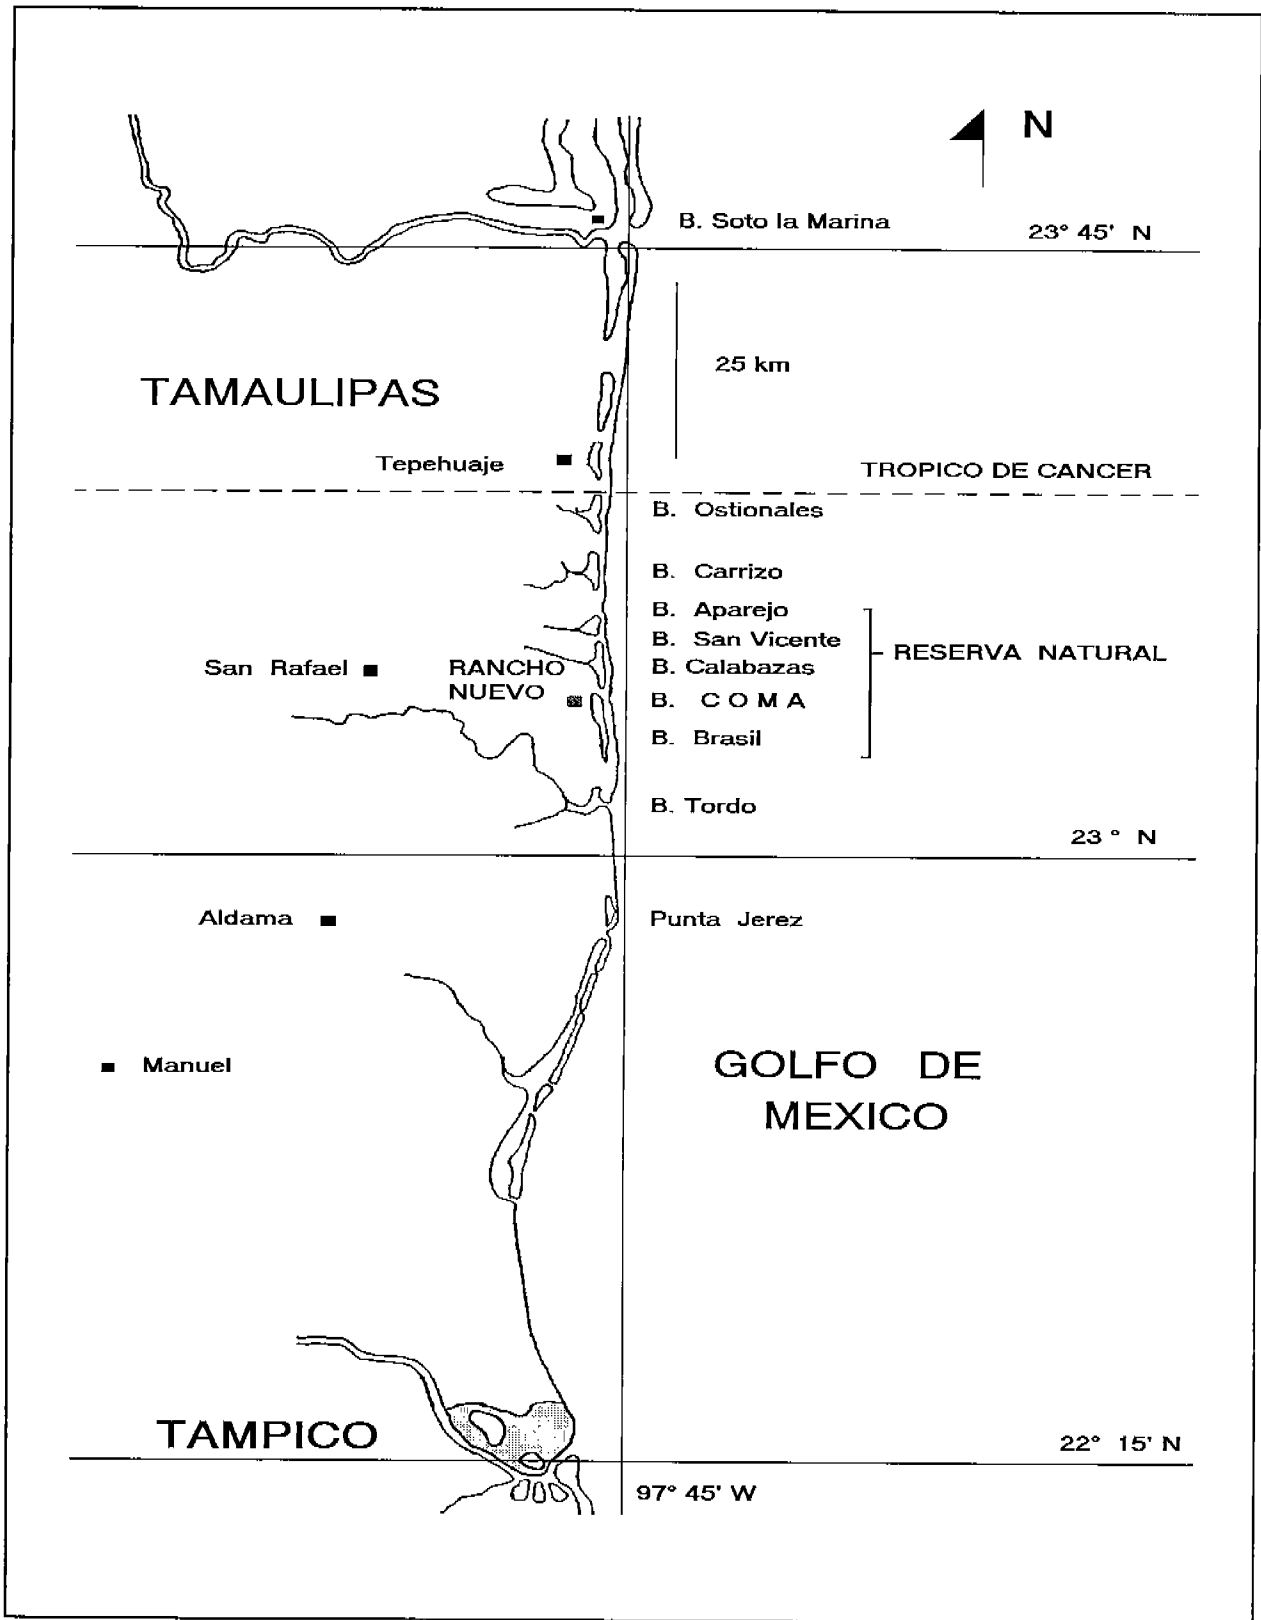 N
B. Soto la Marina
23° 45' N
25 km
TAMAULIPAS
Tepehuaje
TROPICO DE CANCER
B. Ostionales
B. Carrizo
B. Aparejo
B. San Vicente
RESERVA NATURAL
San Rafael
RANCHO
NUEVO
B. Calabazas
B. COMA
B. Brasil
B. Tordo
23° N
Aldama
Punta Jerez
Manuel
GOLFO DE
MEXICO
TAMPICO
22° 15' N
97° 45' W